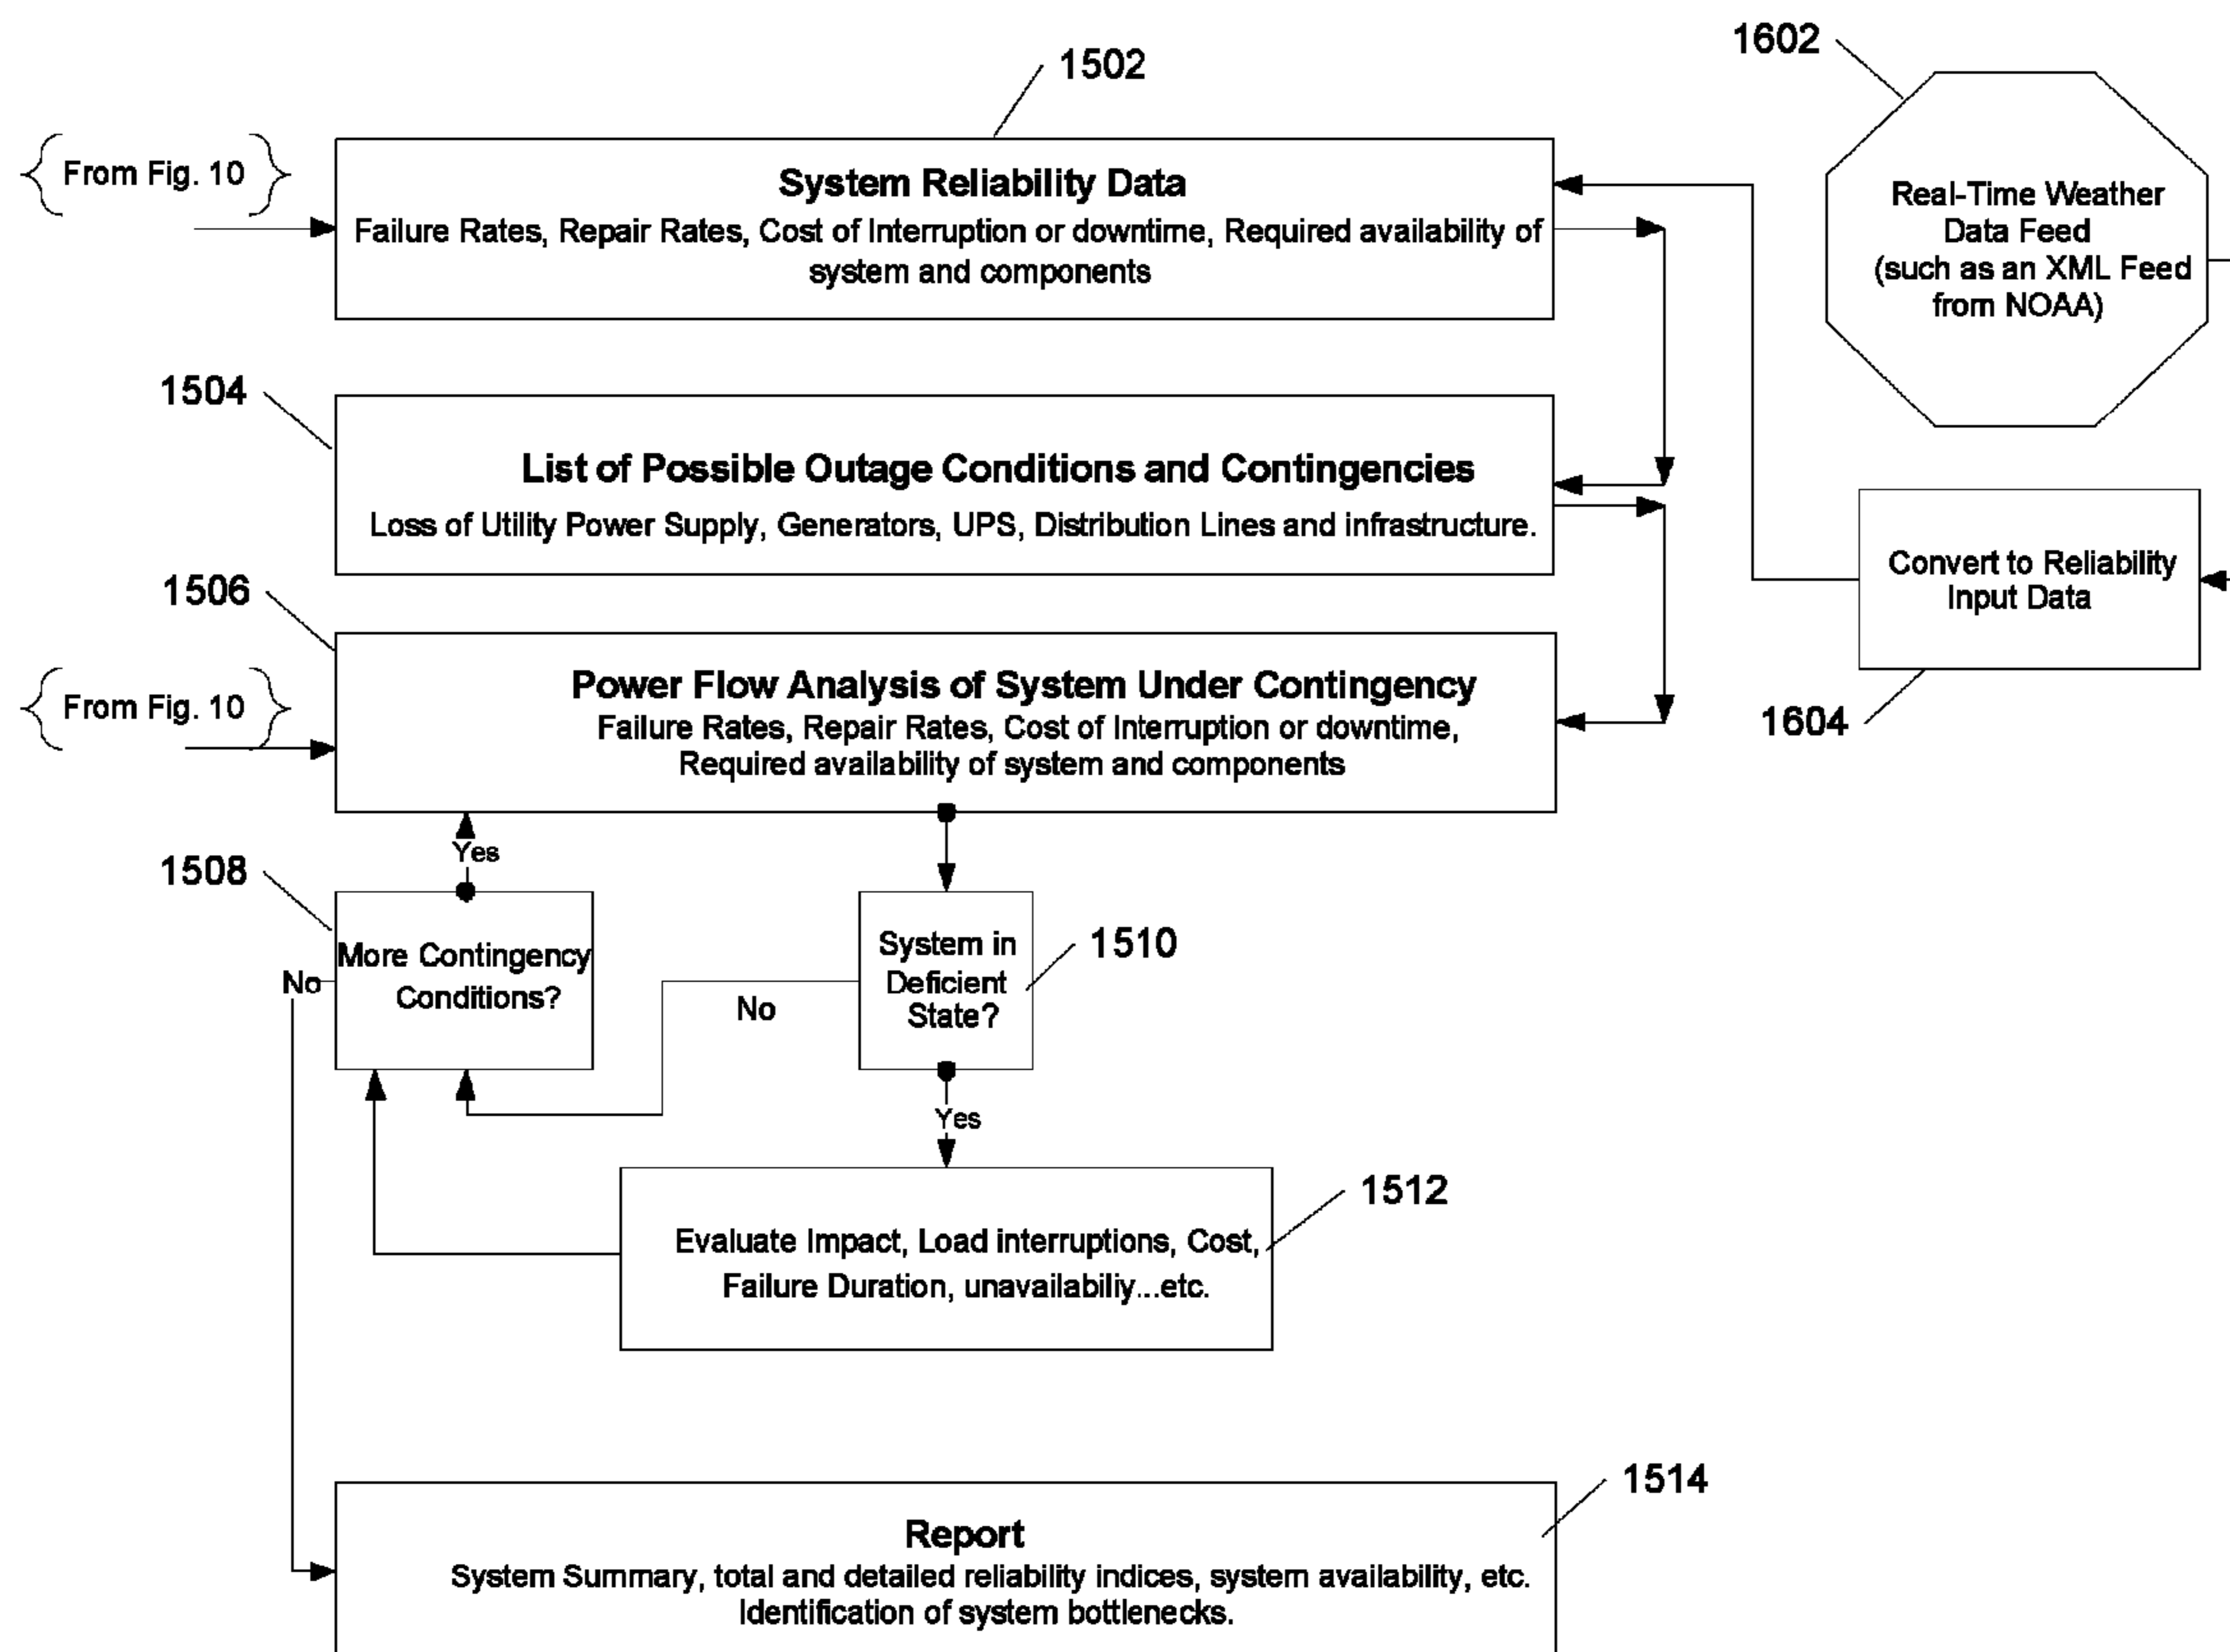 1602
1502
From Fig. 10
System Reliability Data
Failure Rates, Repair Rates, Cost of Interruption or downtime, Required availability of
system and components
Real-Time Weather
Data Feed
(such as an XML Feed
from NOAA)
1504
List of Possible Outage Conditions and Contingencies
Loss of Utility Power Supply, Generators, UPS, Distribution Lines and infrastructure.
Convert to Reliability
Input Data
1604
1506
From Fig. 10
Power Flow Analysis of System Under Contingency
Failure Rates, Repair Rates, Cost of Interruption or downtime,
Required availability of system and components
Yes
1508
More Contingency
Conditions?
No
No
System in
Deficient
State?
1510
Yes
1512
Evaluate Impact, Load interruptions, Cost,
Failure Duration, unavailabiliy...etc.
1514
Report
System Summary, total and detailed reliability indices, system availability, etc.
Identification of system bottlenecks.